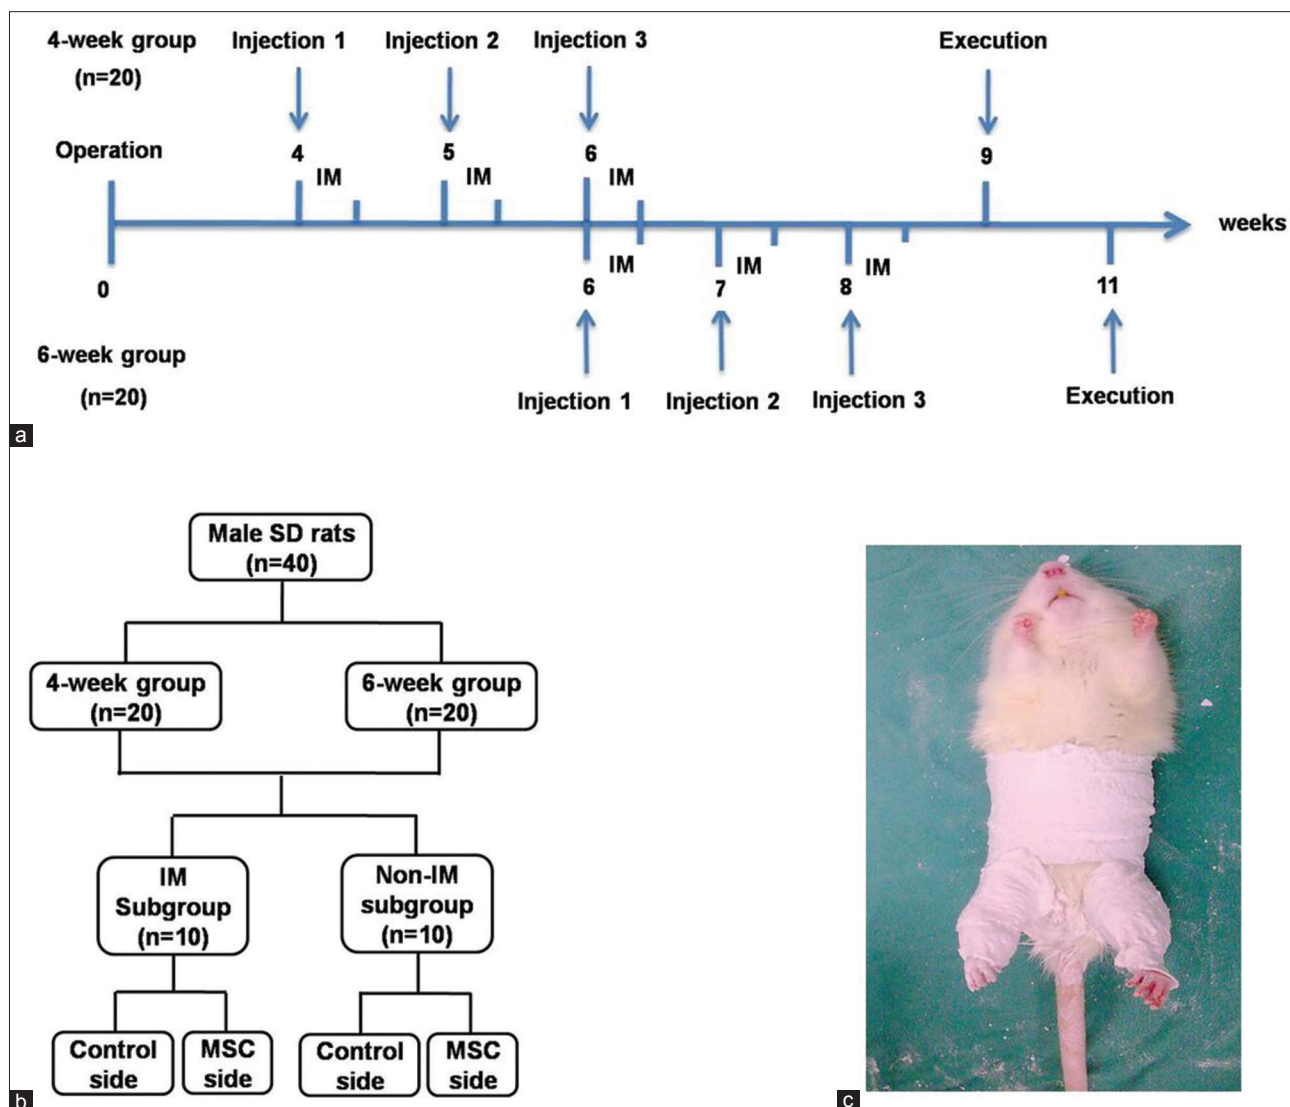 4-week group Injection 1 Injection 2 Injection 3 Execution
(n=20)
Operation 4 5 6 9
IM IM IM
weeks
IM IM IM
0 6 7 8 11
6-week group
(n=20)
Injection 1 Injection 2 Injection 3 Execution
a
Male SD rats
(n=40)
4-week group
(n=20)
6-week group
(n=20)
IM
Subgroup
(n=10)
Non-IM
subgroup
(n=10)
Control
side
MSC
side
Control
side
MSC
side
b
c